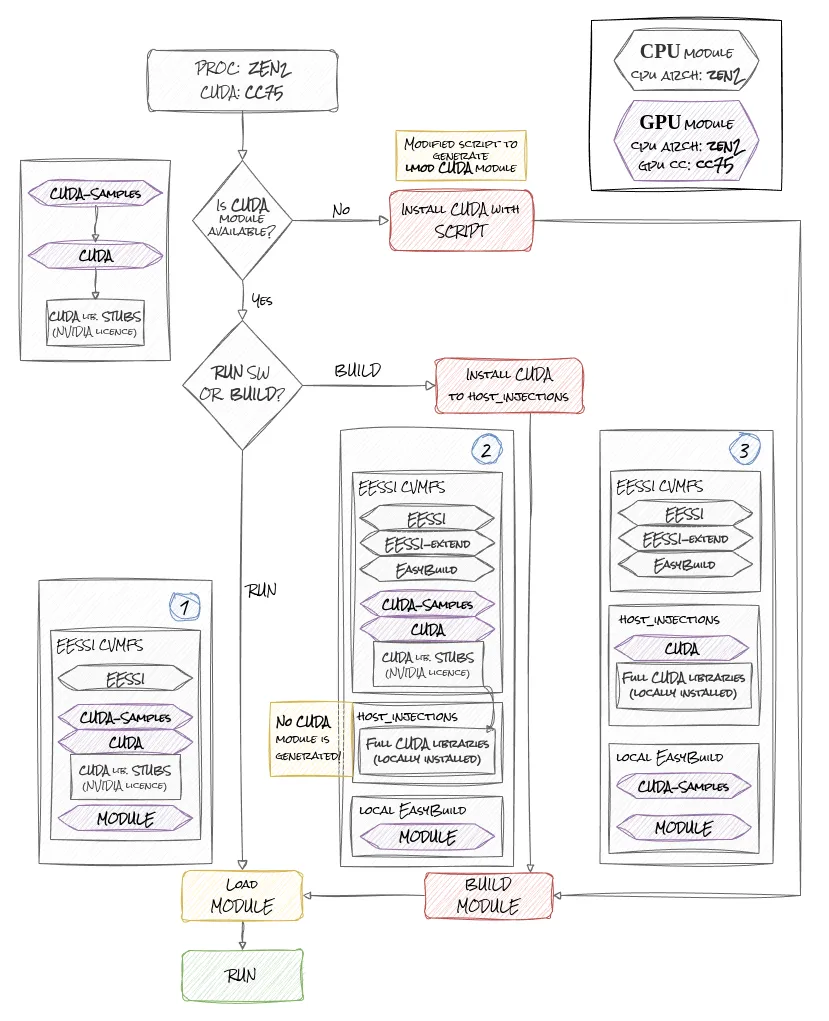 PROC: ZEN2
CUDA: CC75
CPU MODULE
CPU ARCH: ZEN2
GPU MODULE
CPU ARCH: ZEN2
GPU CC: CC75
MODIFIED SCRIPT TO
GENERATE
LMOD CUDA MODULE
CUDA-SAMPLES
CUDA
CUDA LIB. STUBS
(NVIDIA LICENCE)
IS CUDA
MODULE
AVAILABLE?
NO
INSTALL CUDA WITH
SCRIPT
YES
RUN SW
OR BUILD?
BUILD
INSTALL CUDA
TO HOST_INJECTIONS
RUN
1
EESSI CVMFS
EESSI
CUDA-SAMPLES
CUDA
CUDA LIB. STUBS
(NVIDIA LICENCE)
MODULE
2
EESSI CVMFS
EESSI
EESSI-EXTEND
EASYBUILD
CUDA-SAMPLES
CUDA
CUDA LIB. STUBS
(NVIDIA LICENCE)
NO CUDA
MODULE IS
GENERATED!
HOST_INJECTIONS
FULL CUDA LIBRARIES
(LOCALLY INSTALLED)
LOCAL EASYBUILD
MODULE
3
EESSI CVMFS
EESSI
EESSI-EXTEND
EASYBUILD
HOST_INJECTIONS
CUDA
FULL CUDA LIBRARIES
(LOCALLY INSTALLED)
LOCAL EASYBUILD
CUDA-SAMPLES
MODULE
LOAD
MODULE
BUILD
MODULE
RUN